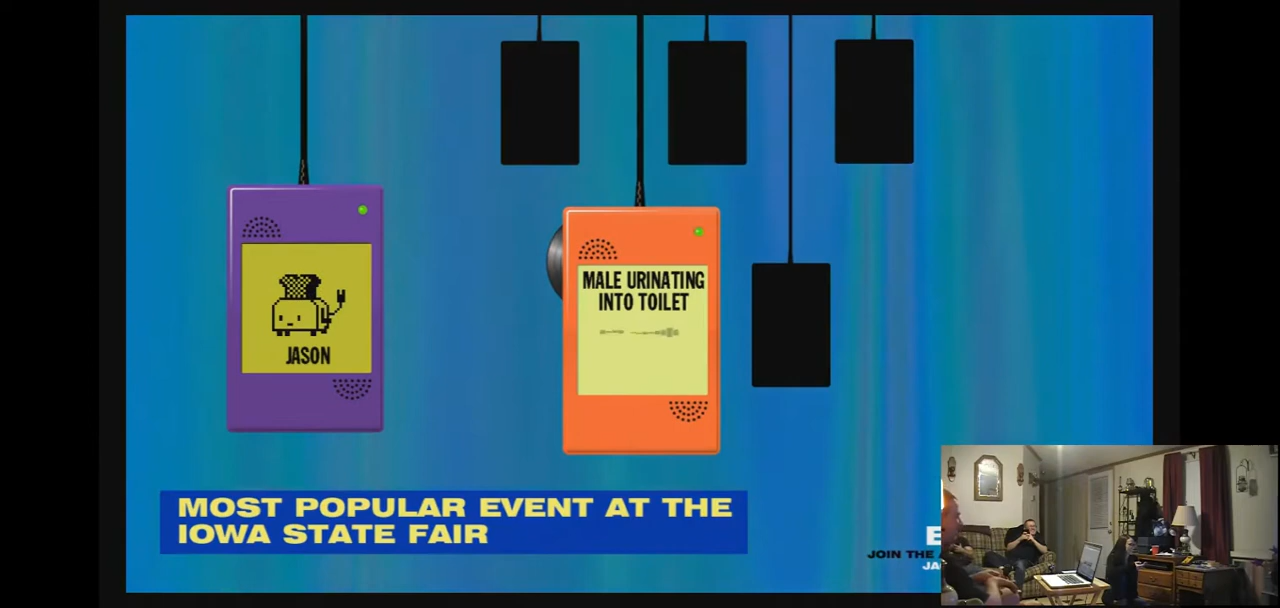 MALE URINATING
INTO TOILET
JASON
MOST POPULAR EVENT AT THE
IOWA STATE FAIR
JOIN THE